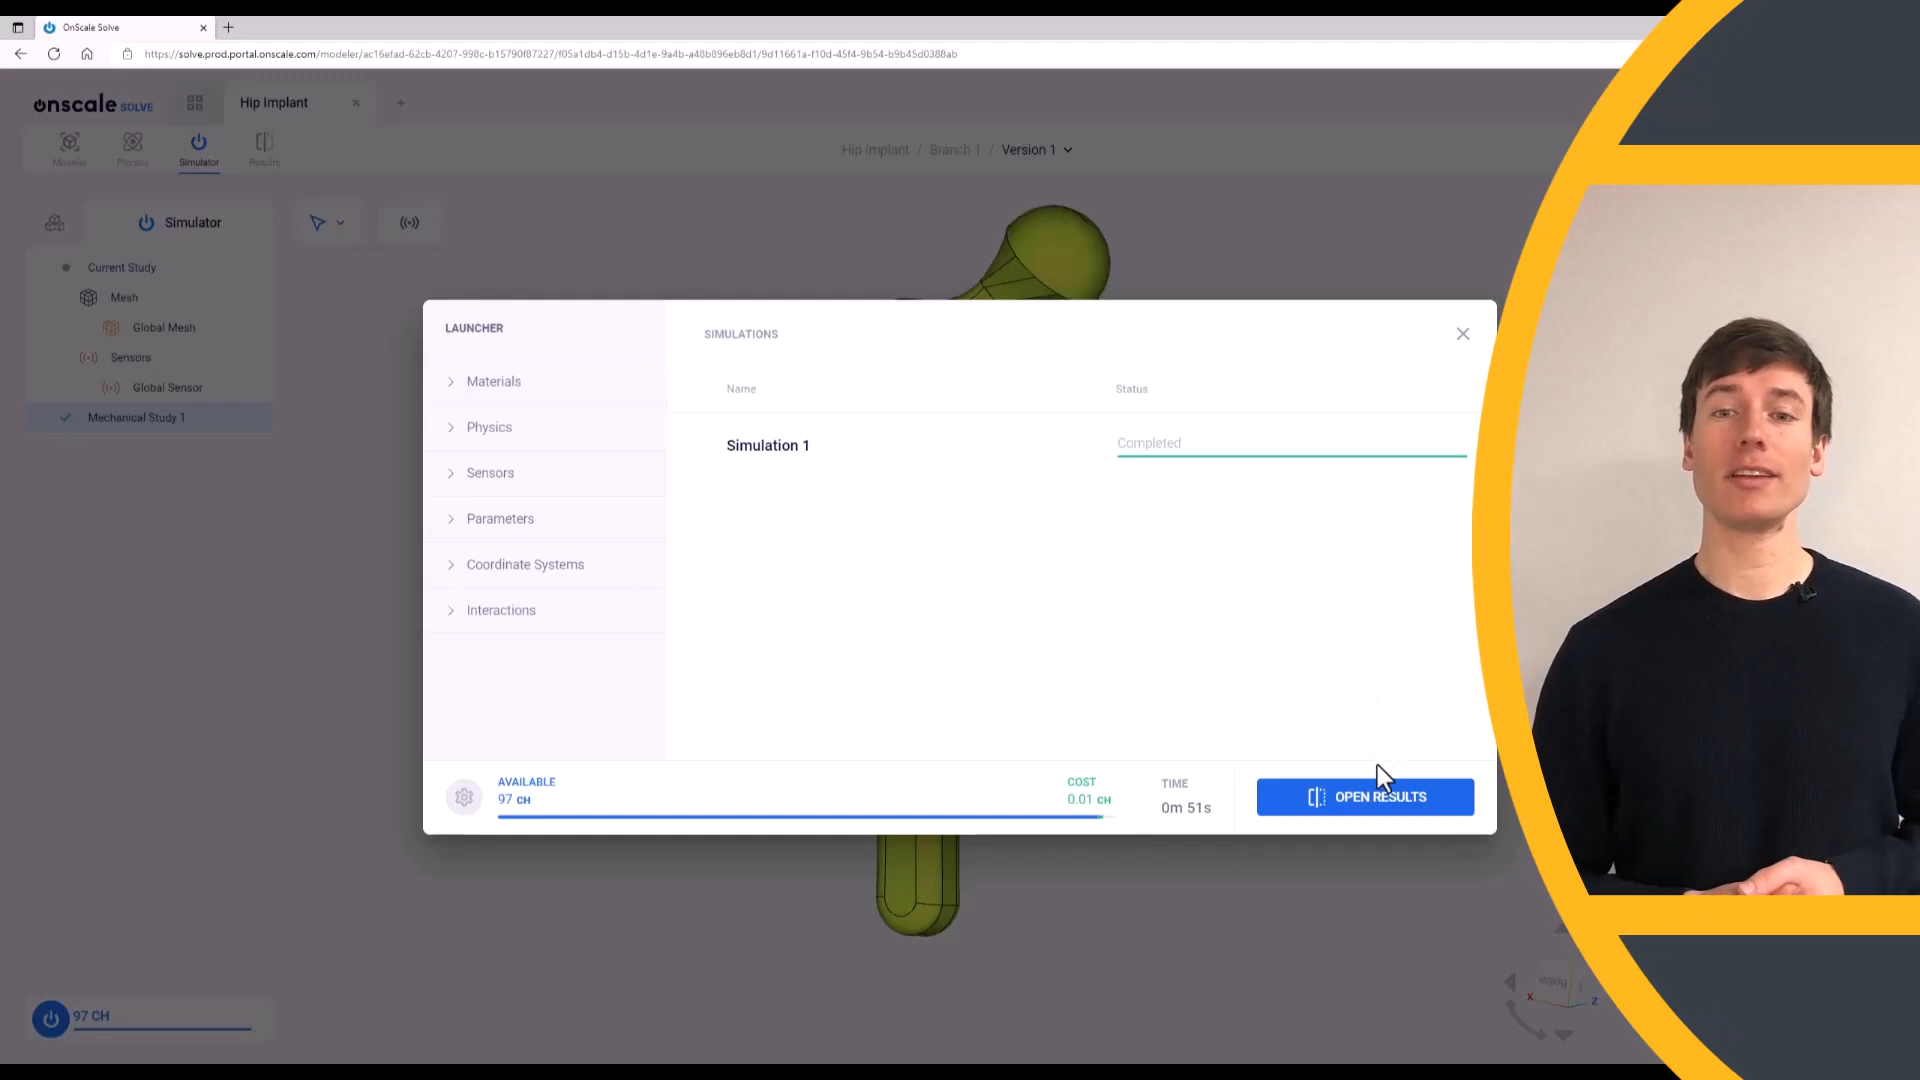 OnScale Solve
https://solve.prod.portal.onscale.com/modeler/ac16efad-62cb-4207-998c-b15790f87227/f05a1db4-d15b-4d1e-9a4b-a48b896eb8d1/9d11661a-f10d-45f4-9b54-b9b45d0388ab
onscale SOLVE
Hip Implant
Modeler
Physics
Simulator
Results
Hip Implant / Branch 1 / Version 1
Simulator
Current Study
Mesh
Global Mesh
Sensors
Global Sensor
Mechanical Study 1
LAUNCHER
Materials
Physics
Sensors
Parameters
Coordinate Systems
Interactions
SIMULATIONS
Name Status
Simulation 1 Completed
AVAILABLE
97 CH
COST
0.01 CH
TIME
0m 51s
OPEN RESULTS
97 CH
Bottom
X
Z